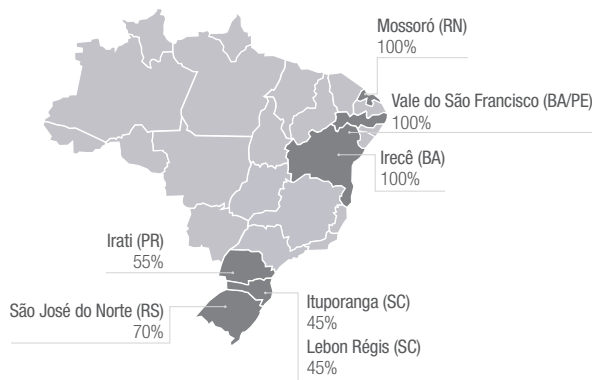 Mossoró (RN)
100%
Vale do São Francisco (BA/PE)
100%
Irecê (BA)
100%
Irati (PR)
55%
São José do Norte (RS)
70%
Ituporanga (SC)
45%
Lebon Régis (SC)
45%